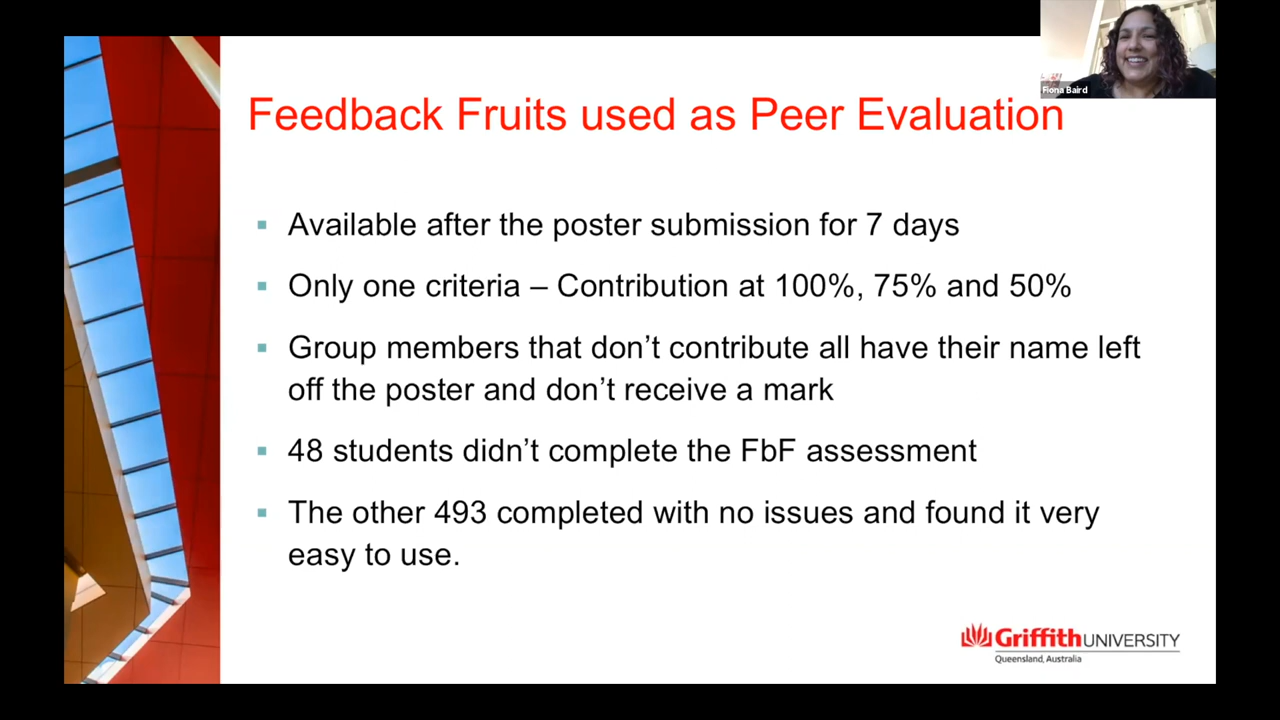 Fiona Baird
Feedback Fruits used as Peer Evaluation
Available after the poster submission for 7 days
Only one criteria – Contribution at 100%, 75% and 50%
Group members that don’t contribute all have their name left
off the poster and don’t receive a mark
48 students didn’t complete the FbF assessment
The other 493 completed with no issues and found it very
easy to use.
Griffith UNIVERSITY
Queensland, Australia